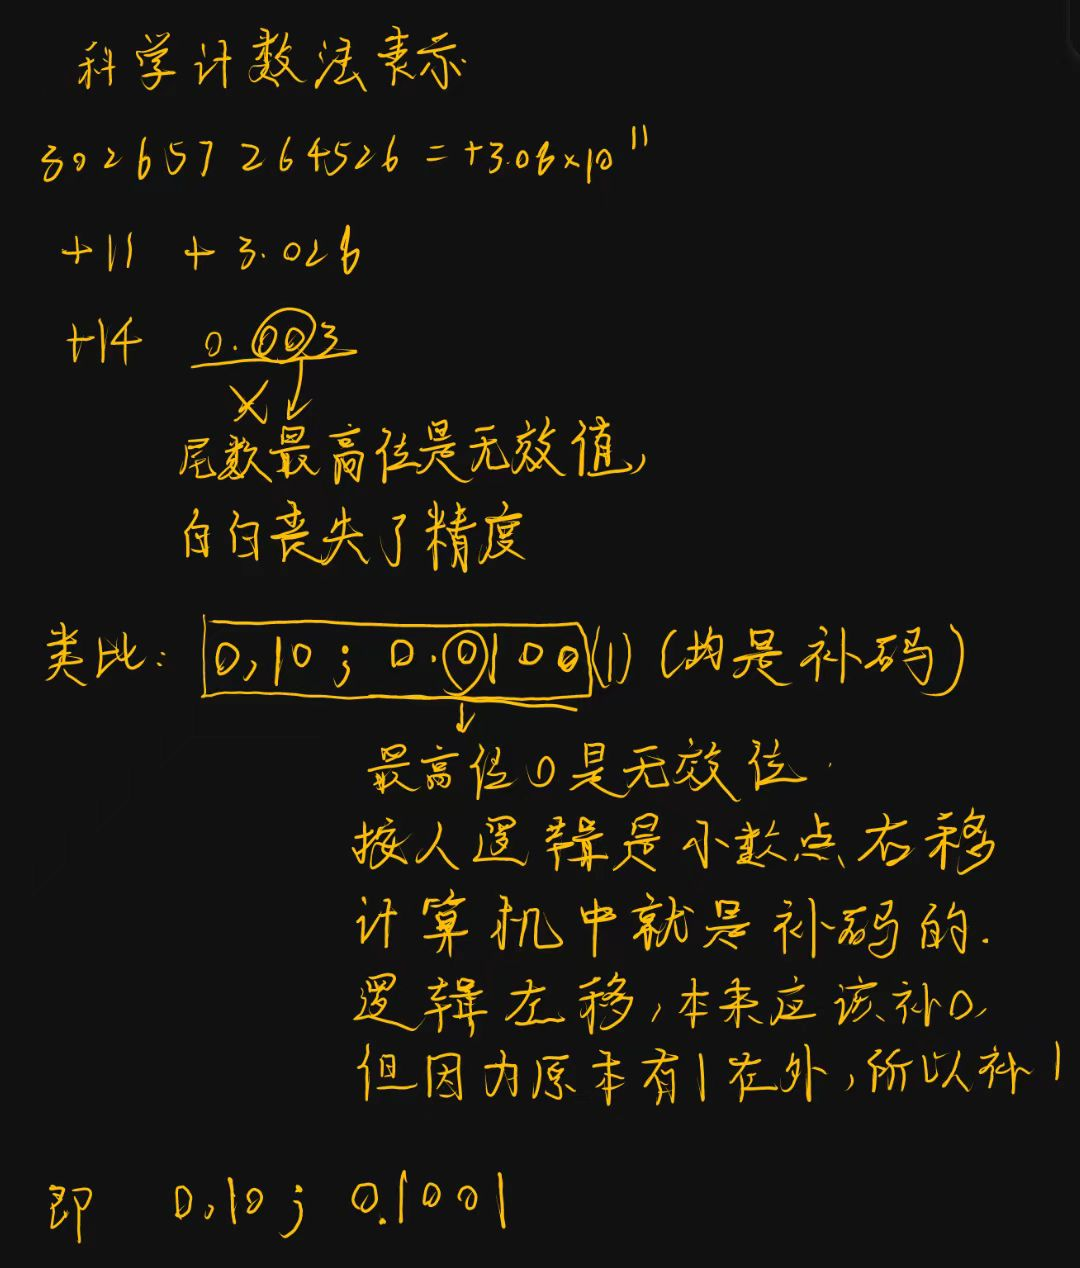 科学计数法表示
302657264526 = +3.06×10¹¹
+11 +3.026
+14 0.003
尾数最高位是无效值,
白白丧失了精度
类比: 0,10; 0.0100(1) (均是补码)
最高位0是无效位.
按人逻辑是小数点右移
计算机中就是补码的.
逻辑左移,本来应该补0,
但因为原本有1在外,所以补1
即 0,10; 0.1001